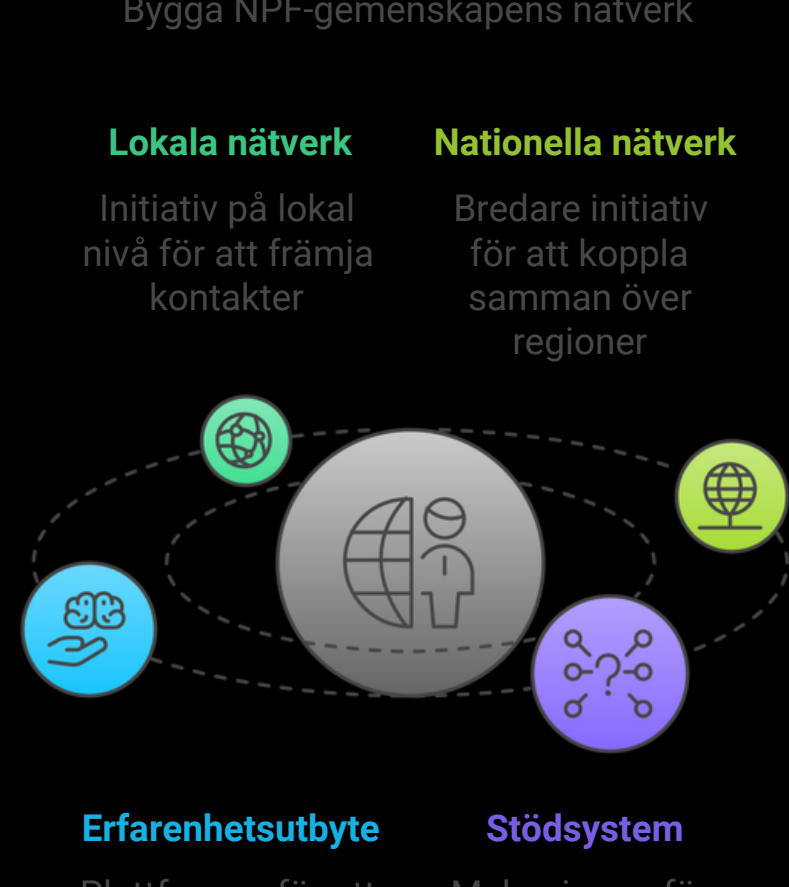 Bygga NPF-gemenskapens nätverk
Lokala nätverk
Initiativ på lokal
nivå för att främja
kontakter
Nationella nätverk
Bredare initiativ
för att koppla
samman över
regioner
Erfarenhetsutbyte
Stödsystem